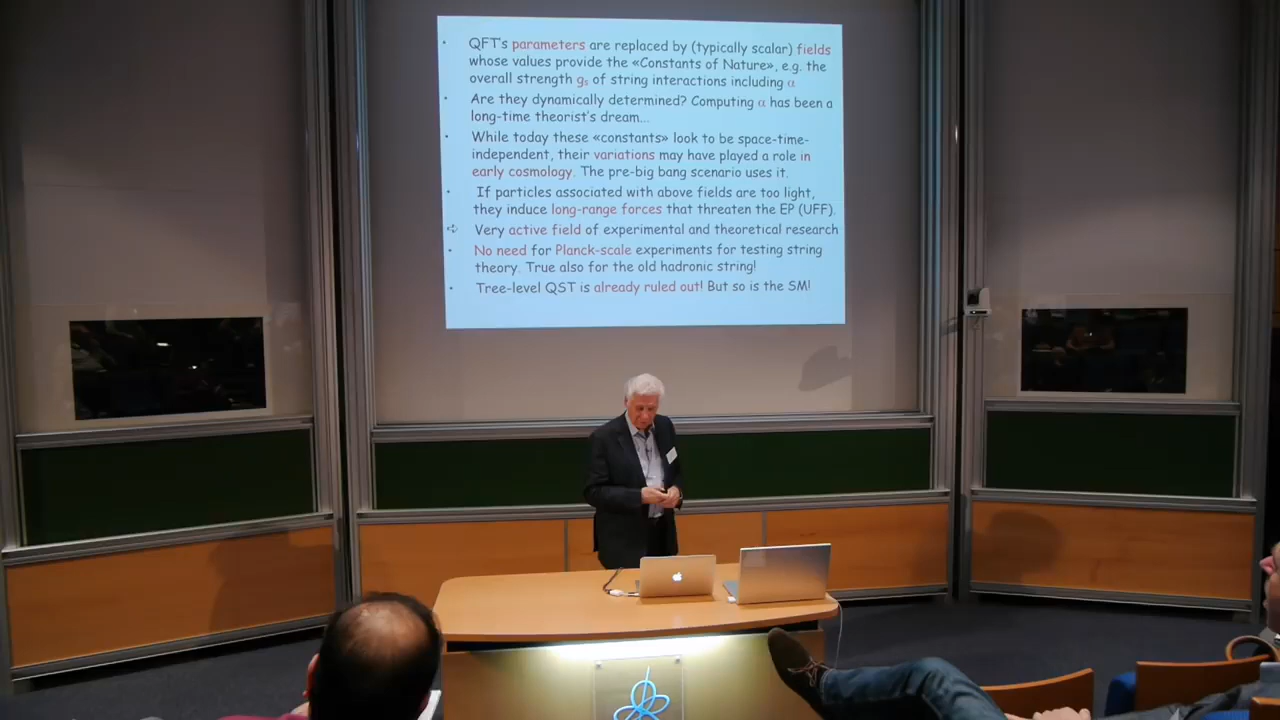 • QFT's parameters are replaced by (typically scalar) fields
whose values provide the «Constants of Nature», e.g. the
overall strength gs of string interactions including α
• Are they dynamically determined? Computing α has been a
long-time theorist's dream...
• While today these «constants» look to be space-time-
independent, their variations may have played a role in
early cosmology. The pre-big bang scenario uses it.
• If particles associated with above fields are too light,
they induce long-range forces that threaten the EP (UFF).
⇨ Very active field of experimental and theoretical research
• No need for Planck-scale experiments for testing string
theory. True also for the old hadronic string!
• Tree-level QST is already ruled out! But so is the SM!